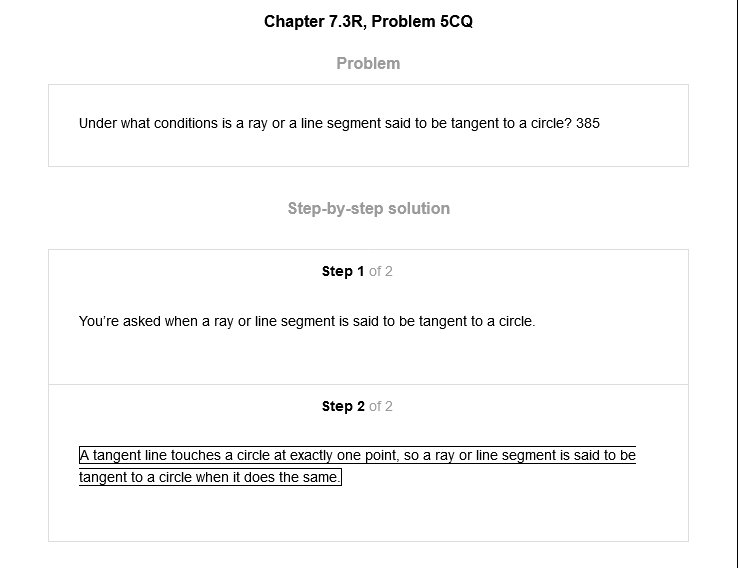 Chapter 7.3R, Problem 5CQ
Problem
Under what conditions is a ray or a line segment said to be tangent to a circle? 385
Step-by-step solution
Step 1 of 2
You’re asked when a ray or line segment is said to be tangent to a circle.
Step 2 of 2
A tangent line touches a circle at exactly one point, so a ray or line segment is said to be
tangent to a circle when it does the same.